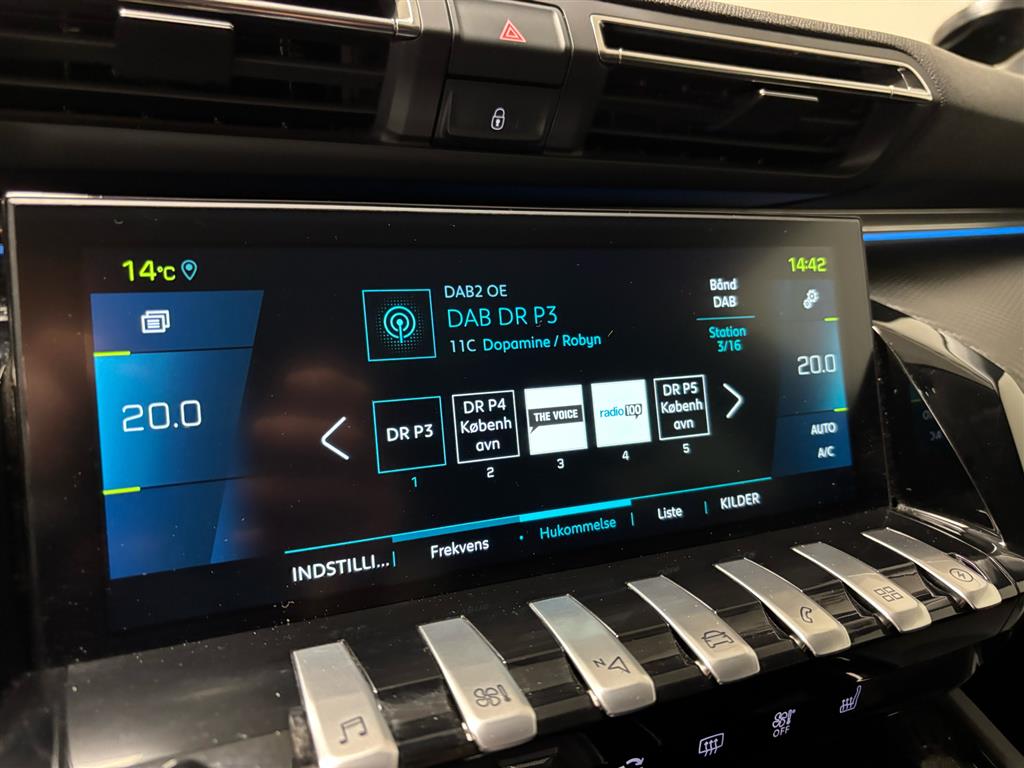 14°C
14:42
DAB2 OE
DAB DR P3
11C Dopamine / Robyn
Bånd
DAB
Station
3/16
20.0
20.0
AUTO
A/C
DR P3
1
DR P4
Københ
avn
2
THE VOICE
3
radio 100
4
DR P5
Københ
avn
5
INDSTILLI...
Frekvens
Hukommelse
Liste
KILDER
N
OFF